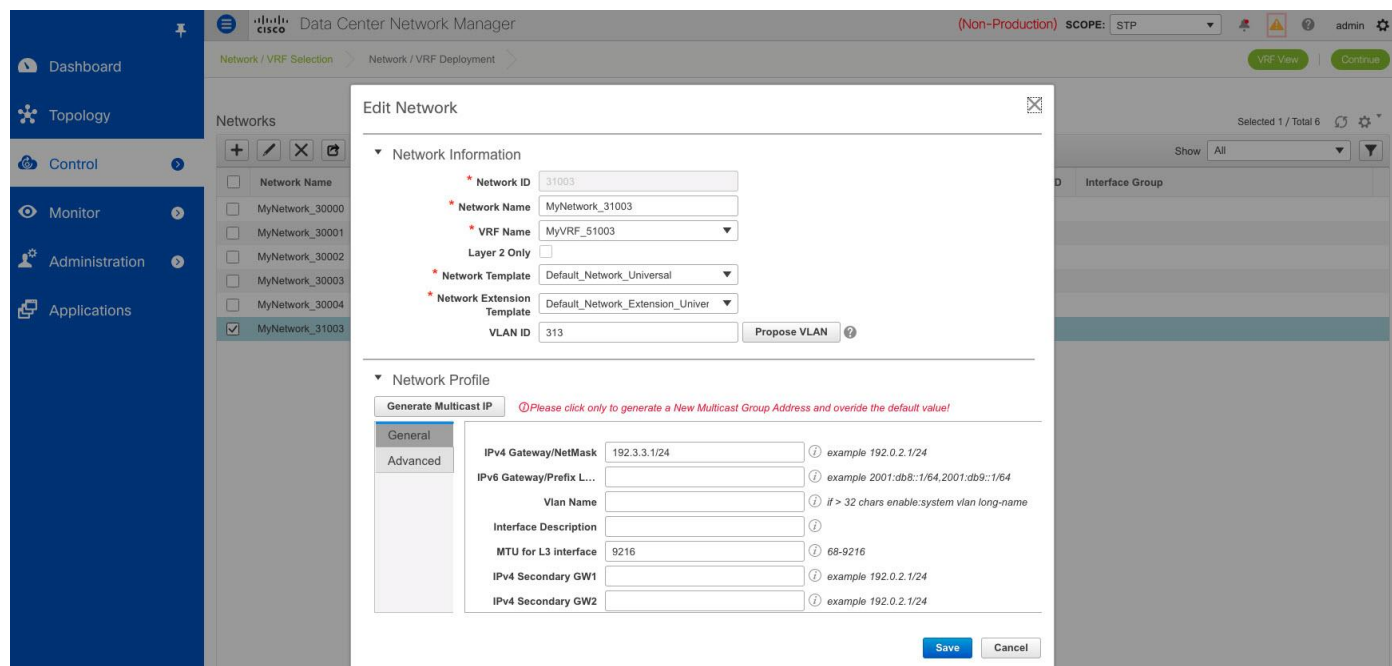 cisco Data Center Network Manager (Non-Production) SCOPE: STP admin
Dashboard
Topology
Control
Monitor
Administration
Applications
Network / VRF Selection Network / VRF Deployment VRF View Continue
Networks Selected 1 / Total 6
Show All
Network Name D Interface Group
MyNetwork_30000
MyNetwork_30001
MyNetwork_30002
MyNetwork_30003
MyNetwork_30004
MyNetwork_31003
Edit Network
Network Information
* Network ID 31003
* Network Name MyNetwork_31003
* VRF Name MyVRF_51003
Layer 2 Only
* Network Template Default_Network_Universal
* Network Extension
Template Default_Network_Extension_Univer
VLAN ID 313 Propose VLAN
Network Profile
Generate Multicast IP Please click only to generate a New Multicast Group Address and overide the default value!
General
Advanced
IPv4 Gateway/NetMask 192.3.3.1/24 example 192.0.2.1/24
IPv6 Gateway/Prefix L... example 2001:db8::1/64,2001:db9::1/64
Vlan Name if > 32 chars enable:system vlan long-name
Interface Description
MTU for L3 interface 9216 68-9216
IPv4 Secondary GW1 example 192.0.2.1/24
IPv4 Secondary GW2 example 192.0.2.1/24
Save Cancel